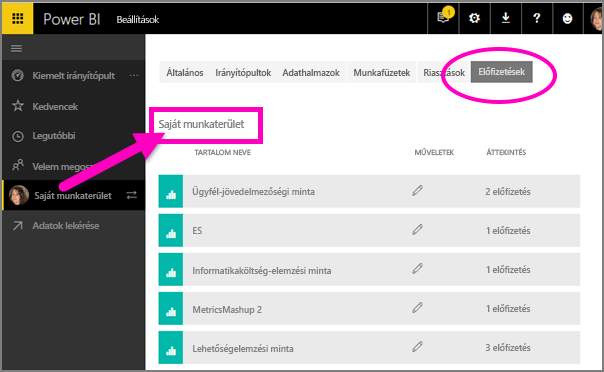 Power BI Beállítások 1 ?
Általános Irányítópultok Adathalmazok Munkafüzetek Riasztások Előfizetések
Kiemelt irányítópult ...
Kedvencek
Legutóbbi
Velem megosz
Saját munkaterület
Adatok lekérése
Saját munkaterület
TARTALOM NEVE MŰVELETEK ÁTTEKINTÉS
Ügyfél-jövedelmezőségi minta 2 előfizetés
ES 1 előfizetés
Informatikaköltség-elemzési minta 1 előfizetés
MetricsMashup 2 1 előfizetés
Lehetőségelemzési minta 3 előfizetés